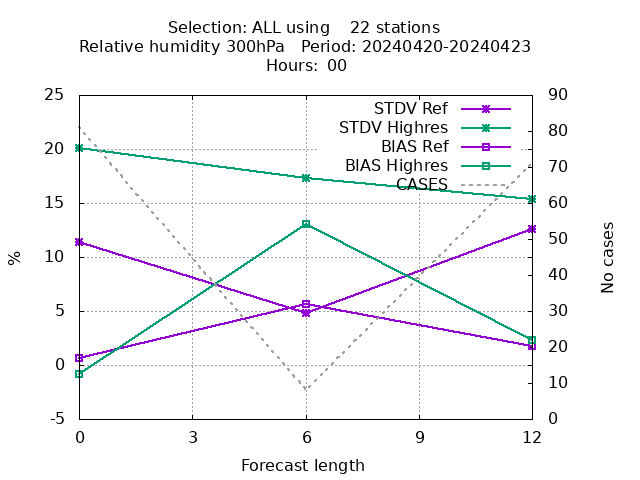 Selection: ALL using    22 stations
Relative humidity 300hPa   Period: 20240420-20240423
Hours: 00
25
20
15
10
5
0
-5
90
80
70
60
50
40
30
20
10
0
STDV Ref
STDV Highres
BIAS Ref
BIAS Highres
CASES
%
No cases
0 3 6 9 12
Forecast length